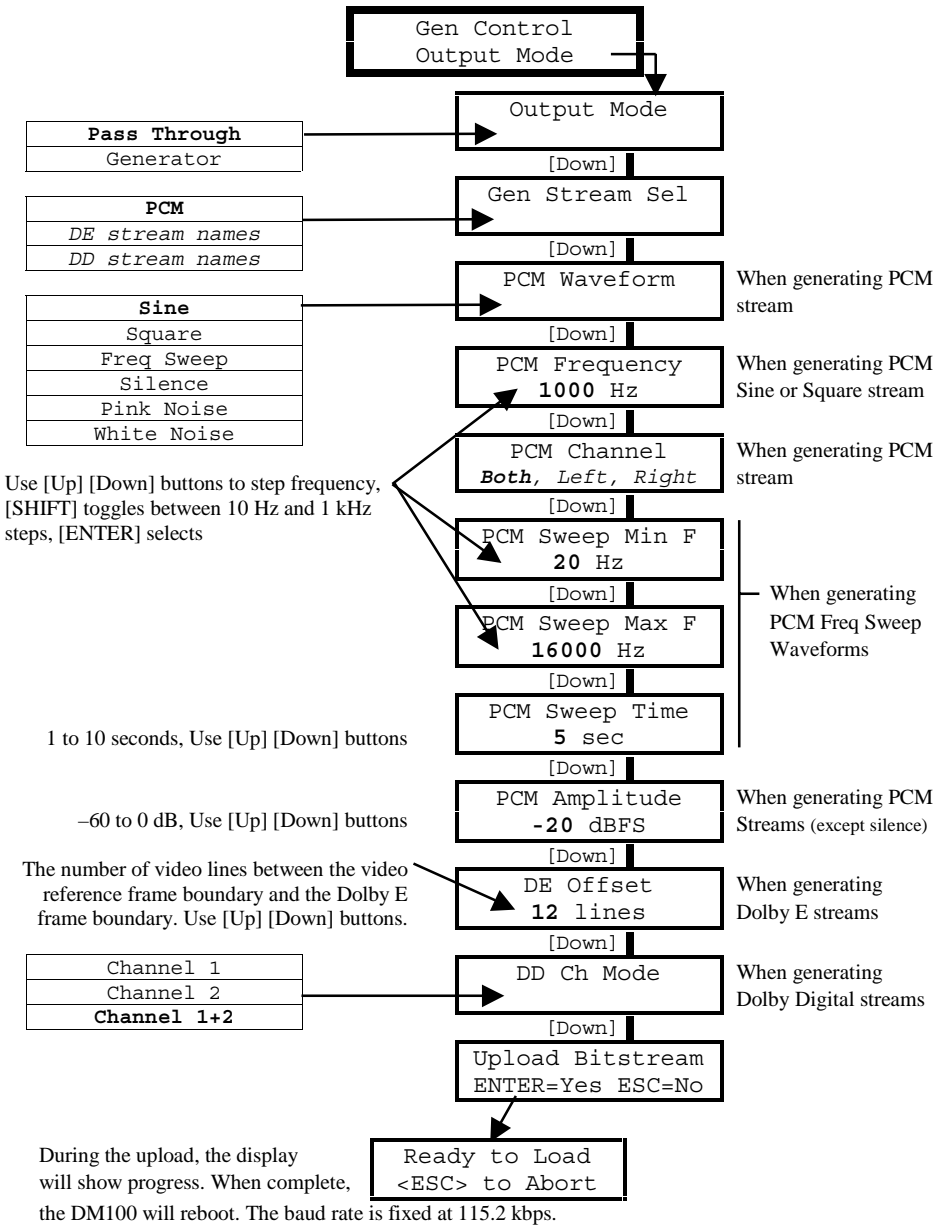 Gen Control
Output Mode
Output Mode
Pass Through
Generator
[Down]
Gen Stream Sel
PCM
DE stream names
DD stream names
[Down]
PCM Waveform
When generating PCM
stream
Sine
Square
Freq Sweep
Silence
Pink Noise
White Noise
[Down]
PCM Frequency
1000 Hz
When generating PCM
Sine or Square stream
[Down]
PCM Channel
Both, Left, Right
When generating PCM
stream
Use [Up] [Down] buttons to step frequency,
[SHIFT] toggles between 10 Hz and 1 kHz
steps, [ENTER] selects
[Down]
PCM Sweep Min F
20 Hz
[Down]
When generating
PCM Freq Sweep
Waveforms
PCM Sweep Max F
16000 Hz
[Down]
PCM Sweep Time
5 sec
1 to 10 seconds, Use [Up] [Down] buttons
[Down]
PCM Amplitude
-20 dBFS
–60 to 0 dB, Use [Up] [Down] buttons
When generating PCM
Streams (except silence)
[Down]
The number of video lines between the video
reference frame boundary and the Dolby E
frame boundary. Use [Up] [Down] buttons.
DE Offset
12 lines
When generating
Dolby E streams
[Down]
Channel 1
Channel 2
Channel 1+2
DD Ch Mode
When generating
Dolby Digital streams
[Down]
Upload Bitstream
ENTER=Yes ESC=No
Ready to Load
<ESC> to Abort
During the upload, the display
will show progress. When complete,
the DM100 will reboot. The baud rate is fixed at 115.2 kbps.